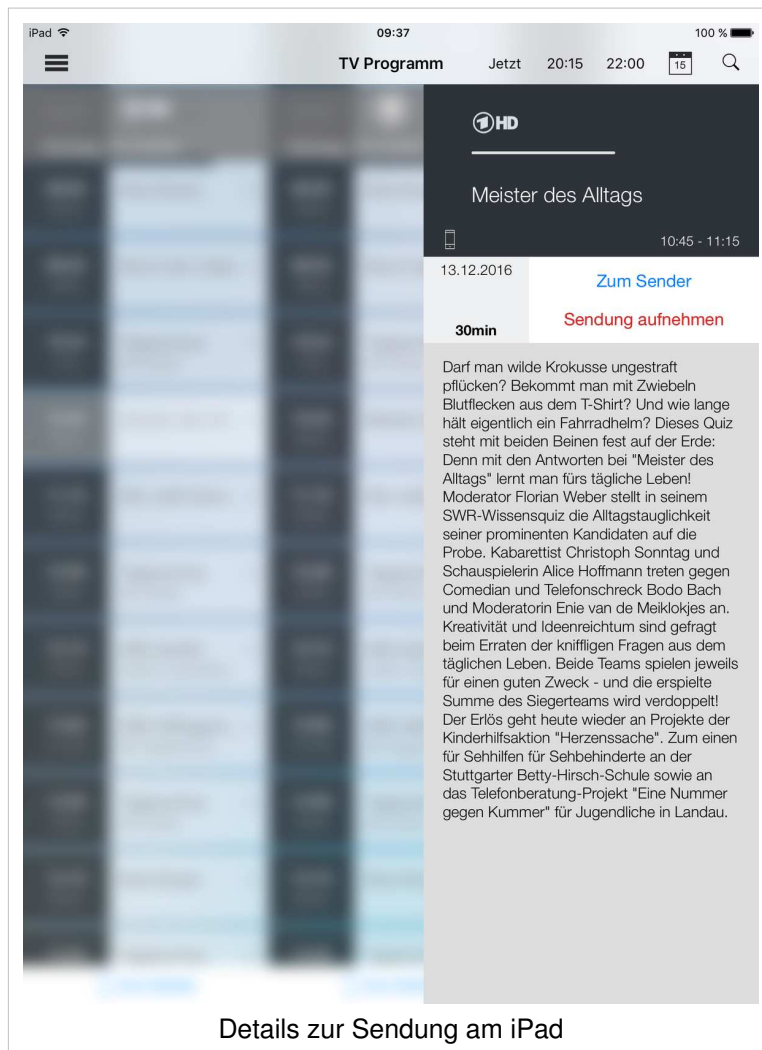 iPad 09:37 100 %
TV Programm Jetzt 20:15 22:00 15
1 HD
Meister des Alltags
10:45 - 11:15
13.12.2016
Zum Sender
30min
Sendung aufnehmen
Darf man wilde Krokusse ungestraft
pflücken? Bekommt man mit Zwiebeln
Blutflecken aus dem T-Shirt? Und wie lange
hält eigentlich ein Fahrradhelm? Dieses Quiz
steht mit beiden Beinen fest auf der Erde:
Denn mit den Antworten bei "Meister des
Alltags" lernt man fürs tägliche Leben!
Moderator Florian Weber stellt in seinem
SWR-Wissensquiz die Alltagstauglichkeit
seiner prominenten Kandidaten auf die
Probe. Kabarettist Christoph Sonntag und
Schauspielerin Alice Hoffmann treten gegen
Comedian und Telefonschreck Bodo Bach
und Moderatorin Enie van de Meiklokjes an.
Kreativität und Ideenreichtum sind gefragt
beim Erraten der kniffligen Fragen aus dem
täglichen Leben. Beide Teams spielen jeweils
für einen guten Zweck - und die erspielte
Summe des Siegerteams wird verdoppelt!
Der Erlös geht heute wieder an Projekte der
Kinderhilfsaktion "Herzenssache". Zum einen
für Sehhilfen für Sehbehinderte an der
Stuttgarter Betty-Hirsch-Schule sowie an
das Telefonberatung-Projekt "Eine Nummer
gegen Kummer" für Jugendliche in Landau.
Details zur Sendung am iPad